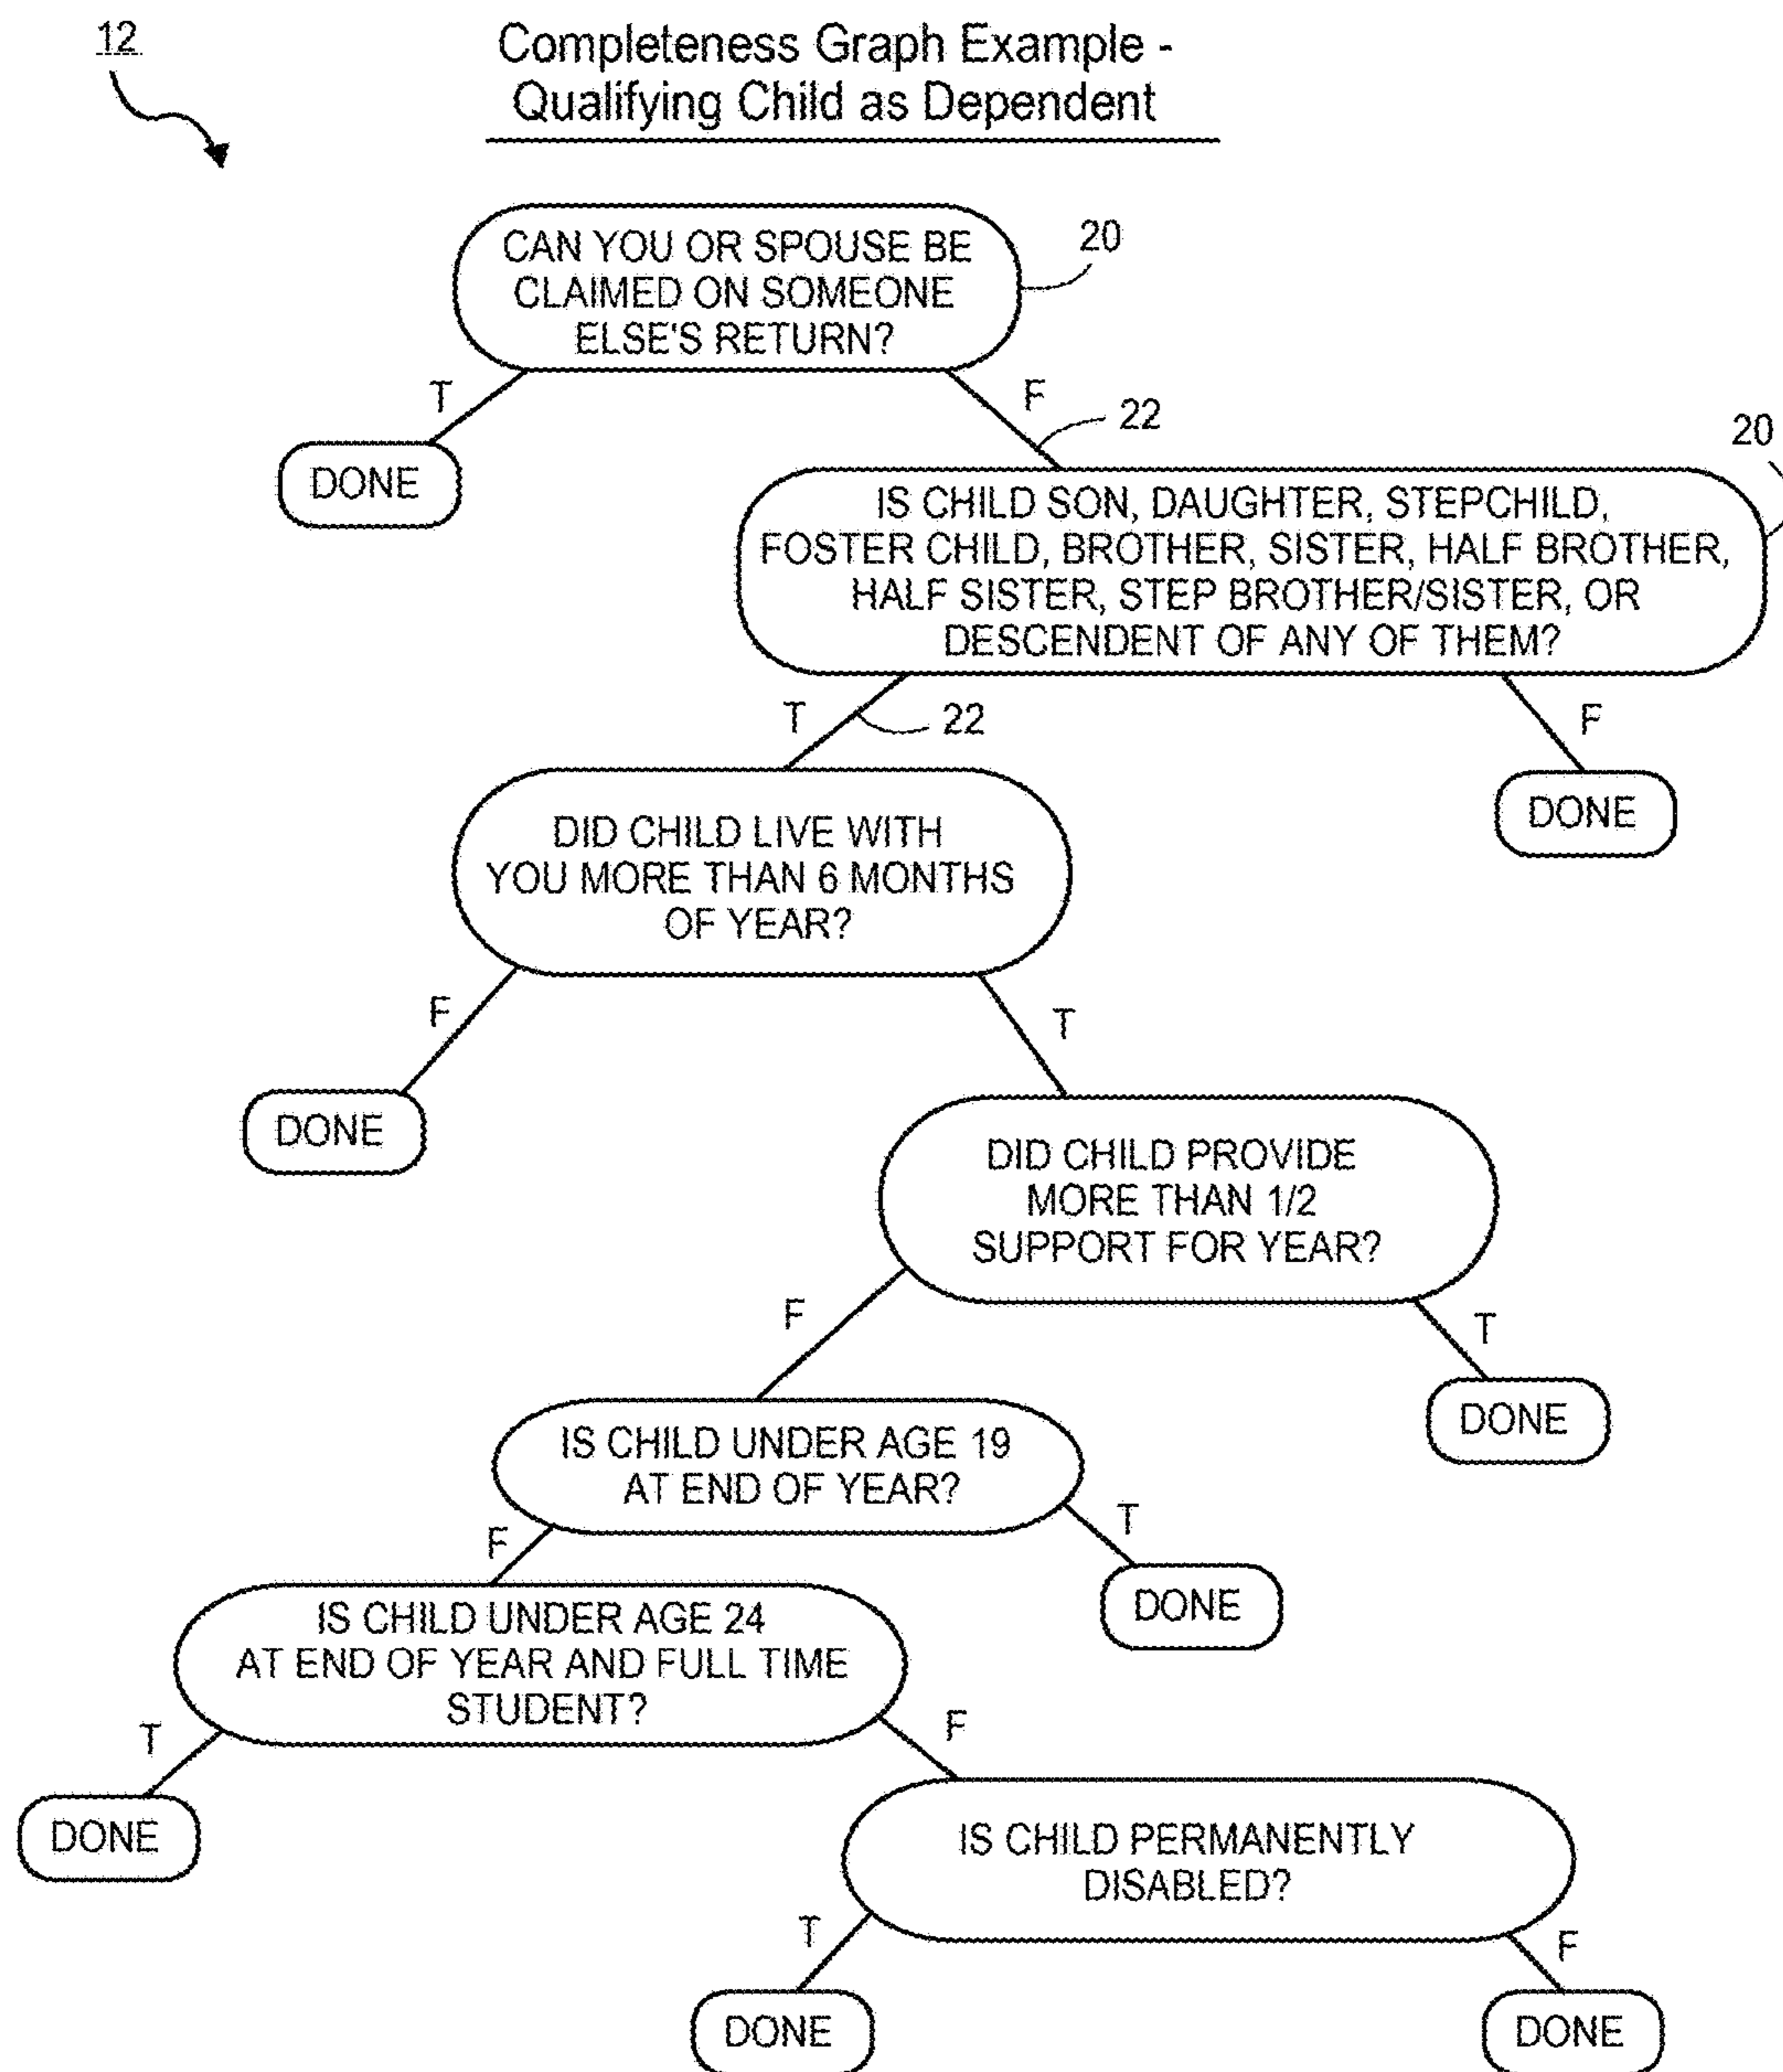 12
Completeness Graph Example -
Qualifying Child as Dependent
CAN YOU OR SPOUSE BE
CLAIMED ON SOMEONE
ELSE'S RETURN?
20
T
F
22
DONE
20
IS CHILD SON, DAUGHTER, STEPCHILD,
FOSTER CHILD, BROTHER, SISTER, HALF BROTHER,
HALF SISTER, STEP BROTHER/SISTER, OR
DESCENDENT OF ANY OF THEM?
T
22
F
DID CHILD LIVE WITH
YOU MORE THAN 6 MONTHS
OF YEAR?
DONE
F
T
DONE
DID CHILD PROVIDE
MORE THAN 1/2
SUPPORT FOR YEAR?
F
T
DONE
IS CHILD UNDER AGE 19
AT END OF YEAR?
F
T
DONE
IS CHILD UNDER AGE 24
AT END OF YEAR AND FULL TIME
STUDENT?
T
F
DONE
IS CHILD PERMANENTLY
DISABLED?
T
F
DONE
DONE